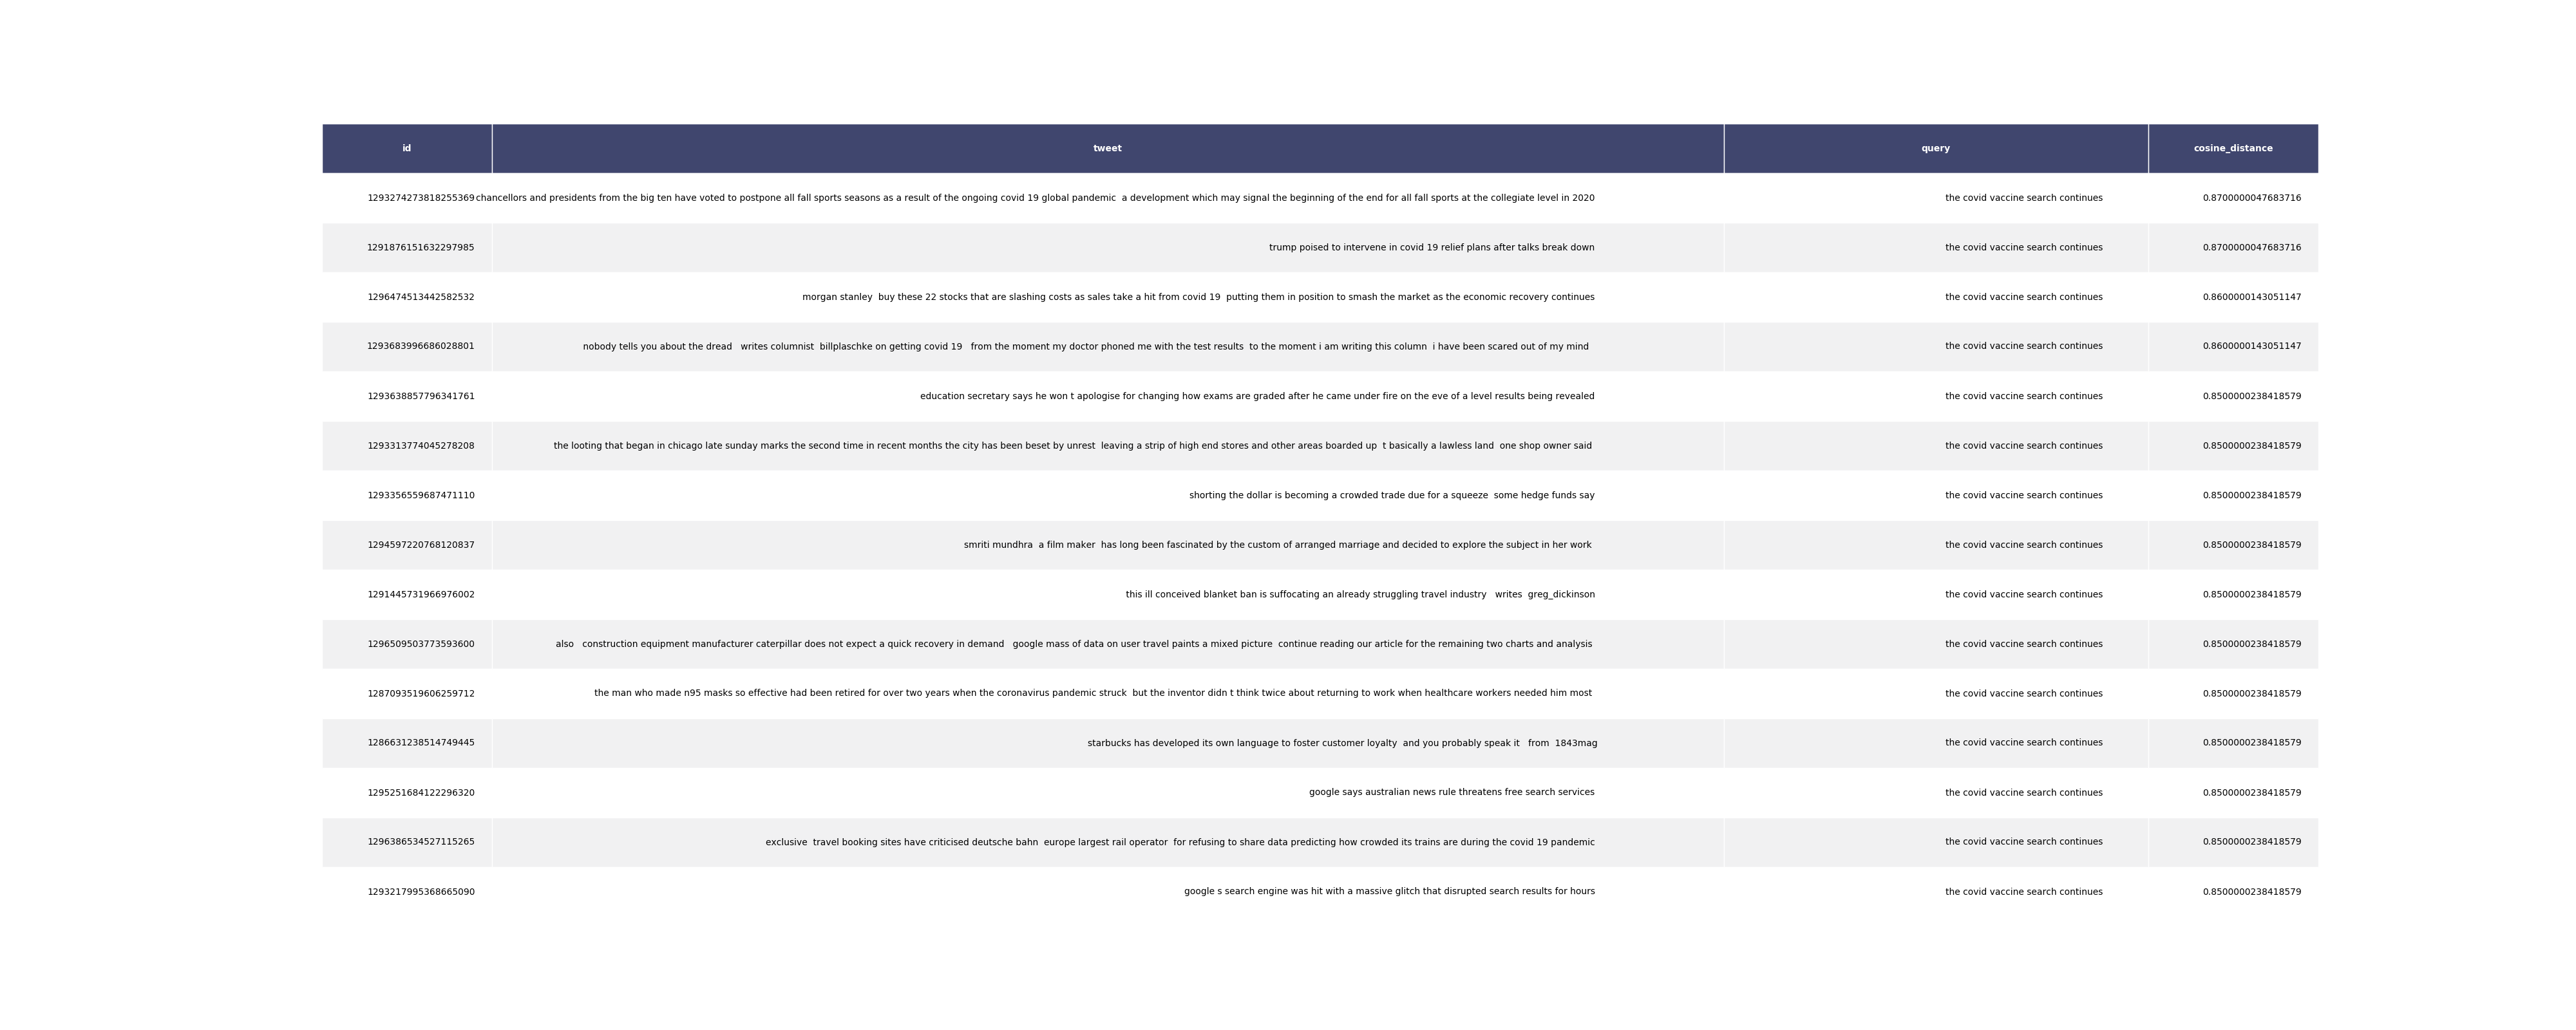 id tweet query cosine_distance
1293274273818255369 chancellors and presidents from the big ten have voted to postpone all fall sports seasons as a result of the ongoing covid 19 global pandemic  a development which may signal the beginning of the end for all fall sports at the collegiate level in 2020 the covid vaccine search continues 0.8700000047683716
1291876151632297985 trump poised to intervene in covid 19 relief plans after talks break down the covid vaccine search continues 0.8700000047683716
1296474513442582532 morgan stanley  buy these 22 stocks that are slashing costs as sales take a hit from covid 19  putting them in position to smash the market as the economic recovery continues the covid vaccine search continues 0.8600000143051147
1293683996686028801 nobody tells you about the dread   writes columnist  billplaschke on getting covid 19   from the moment my doctor phoned me with the test results  to the moment i am writing this column  i have been scared out of my mind the covid vaccine search continues 0.8600000143051147
1293638857796341761 education secretary says he won t apologise for changing how exams are graded after he came under fire on the eve of a level results being revealed the covid vaccine search continues 0.8500000238418579
1293313774045278208 the looting that began in chicago late sunday marks the second time in recent months the city has been beset by unrest  leaving a strip of high end stores and other areas boarded up  t basically a lawless land  one shop owner said the covid vaccine search continues 0.8500000238418579
1293356559687471110 shorting the dollar is becoming a crowded trade due for a squeeze  some hedge funds say the covid vaccine search continues 0.8500000238418579
1294597220768120837 smriti mundhra  a film maker  has long been fascinated by the custom of arranged marriage and decided to explore the subject in her work the covid vaccine search continues 0.8500000238418579
1291445731966976002 this ill conceived blanket ban is suffocating an already struggling travel industry   writes  greg_dickinson the covid vaccine search continues 0.8500000238418579
1296509503773593600 also   construction equipment manufacturer caterpillar does not expect a quick recovery in demand   google mass of data on user travel paints a mixed picture  continue reading our article for the remaining two charts and analysis the covid vaccine search continues 0.8500000238418579
1287093519606259712 the man who made n95 masks so effective had been retired for over two years when the coronavirus pandemic struck  but the inventor didn t think twice about returning to work when healthcare workers needed him most the covid vaccine search continues 0.8500000238418579
1286631238514749445 starbucks has developed its own language to foster customer loyalty  and you probably speak it   from  1843mag the covid vaccine search continues 0.8500000238418579
1295251684122296320 google says australian news rule threatens free search services the covid vaccine search continues 0.8500000238418579
1296386534527115265 exclusive  travel booking sites have criticised deutsche bahn  europe largest rail operator  for refusing to share data predicting how crowded its trains are during the covid 19 pandemic the covid vaccine search continues 0.8500000238418579
1293217995368665090 google s search engine was hit with a massive glitch that disrupted search results for hours the covid vaccine search continues 0.8500000238418579